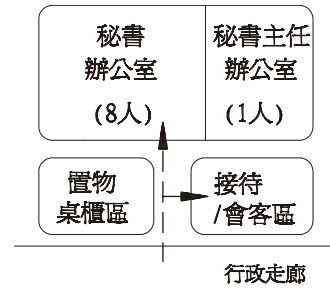 秘書
辦公室
(8人)
秘書主任
辦公室
(1人)
置物
桌櫃區
接待
/會客區
行政走廊